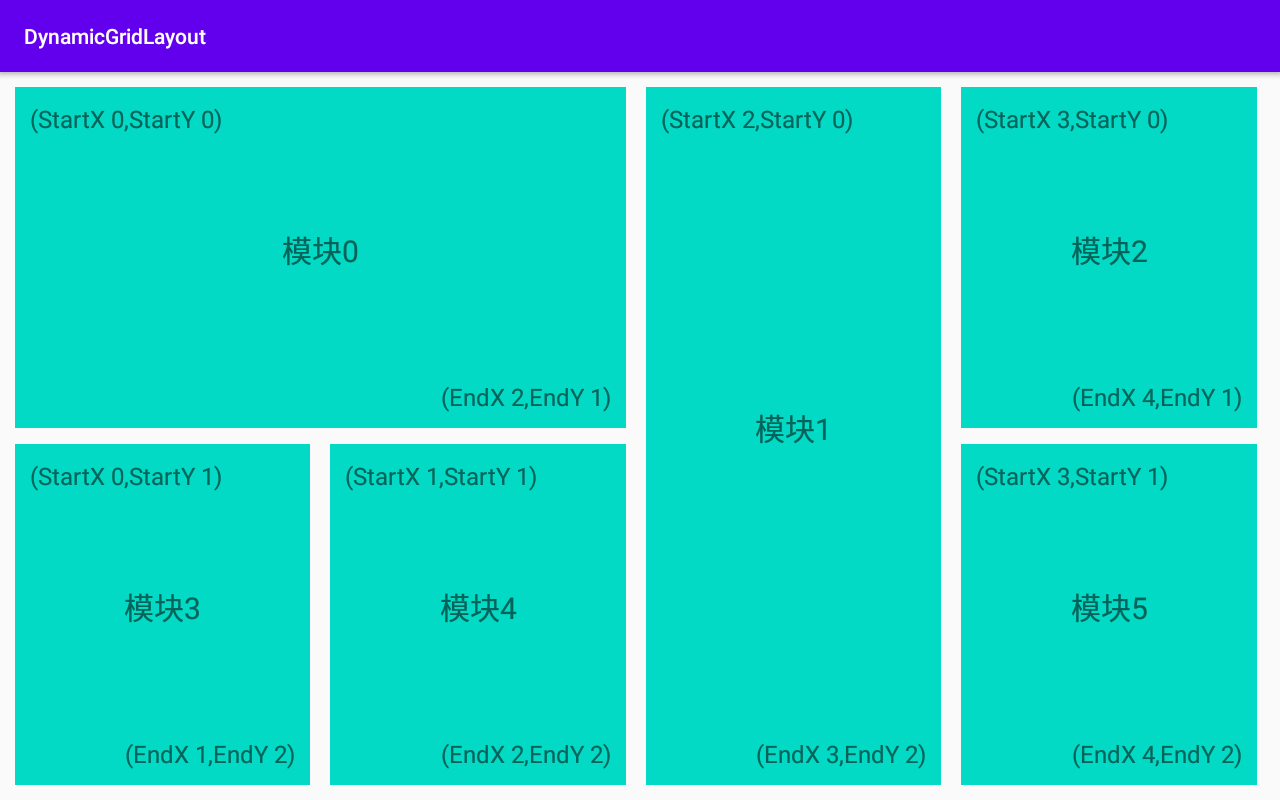 DynamicGridLayout
(StartX 0,StartY 0)
模块0
(EndX 2,EndY 1)
(StartX 2,StartY 0)
模块1
(EndX 3,EndY 2)
(StartX 3,StartY 0)
模块2
(EndX 4,EndY 1)
(StartX 0,StartY 1)
模块3
(EndX 1,EndY 2)
(StartX 1,StartY 1)
模块4
(EndX 2,EndY 2)
(StartX 3,StartY 1)
模块5
(EndX 4,EndY 2)